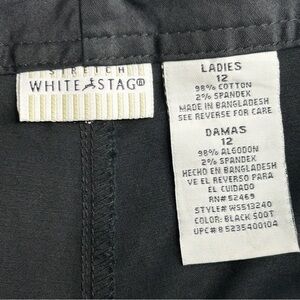 STRETCH
WHITE STAG®
LADIES
12
98% COTTON
2% SPANDEX
MADE IN BANGLADESH
SEE REVERSE FOR CARE
DAMAS
12
98% ALGODON
2% SPANDEX
HECHO EN BANGLADESH
VE EL REVERSO PARA
EL CUIDADO
RN# 52469
STYLE# WS513240
COLOR: BLACK SOOT
UPC# 8 5235400104